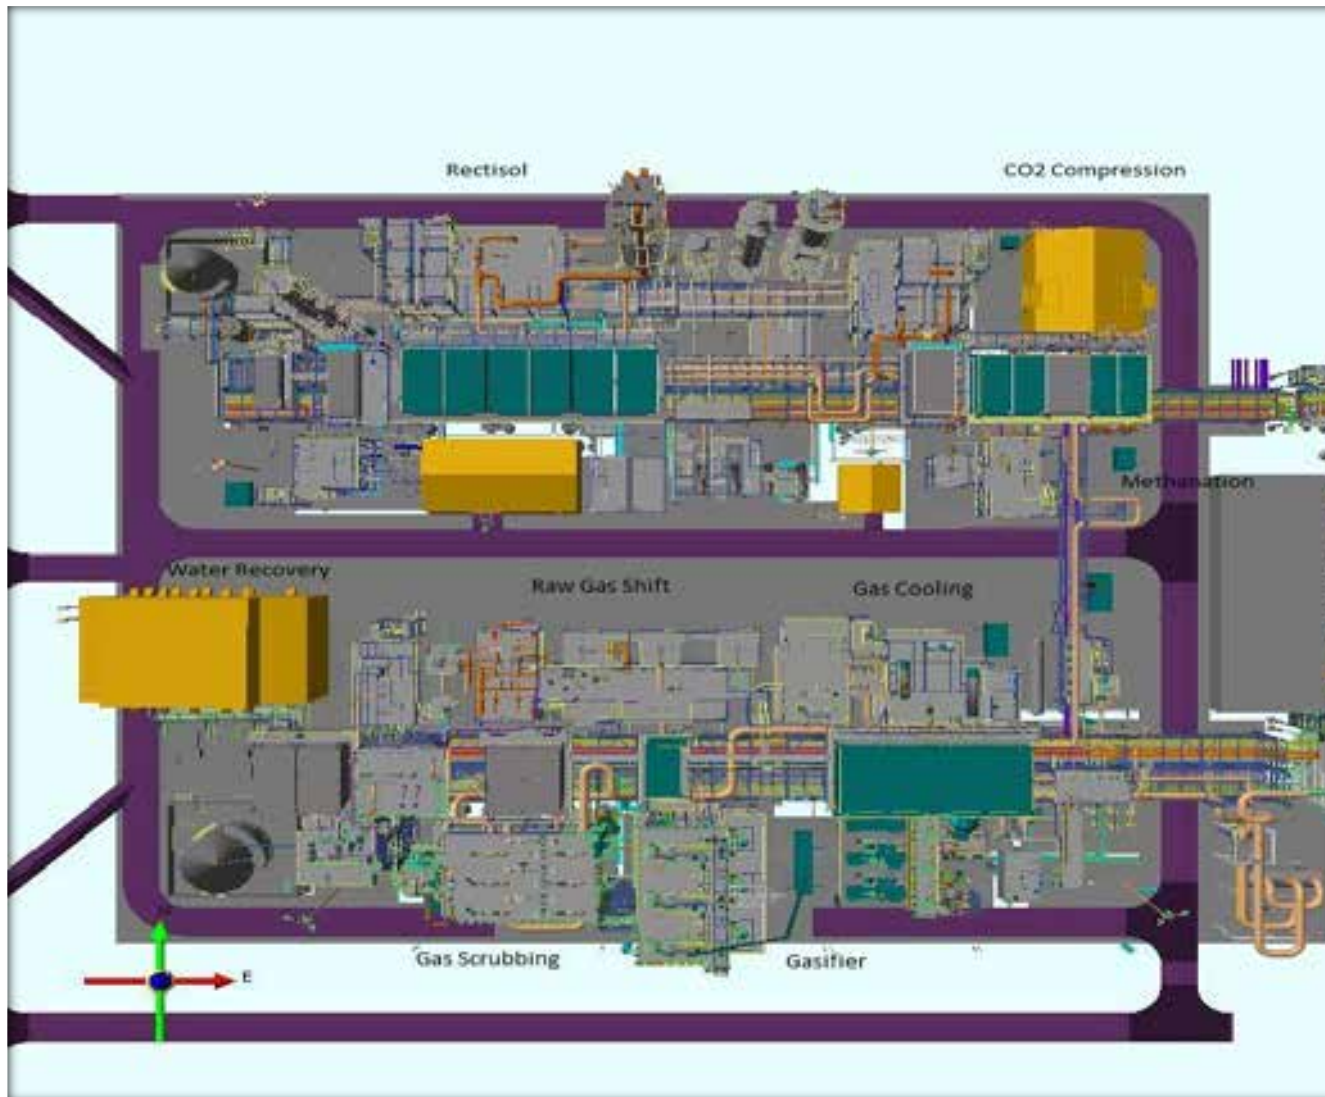 Rectisol
CO2 Compression
Methanation
Water Recovery
Raw Gas Shift
Gas Cooling
Gas Scrubbing
Gasifier
E